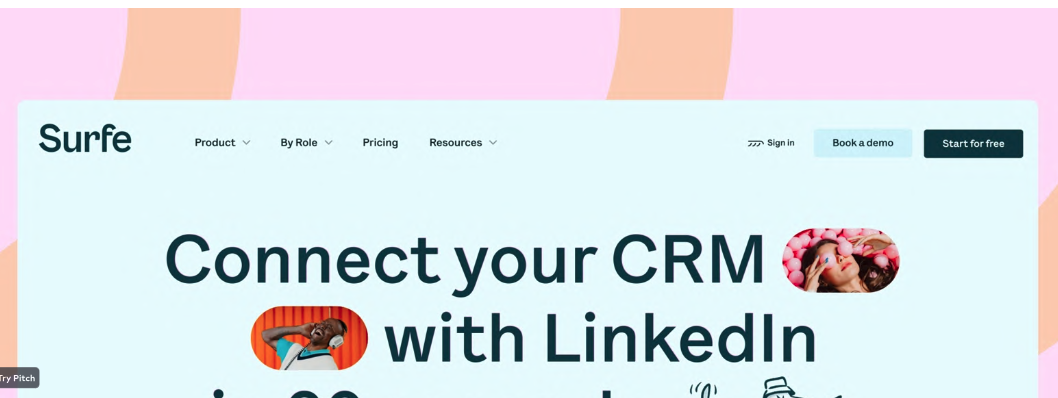 Surfe
Product
By Role
Pricing
Resources
Sign in
Book a demo
Start for free
Connect your CRM
with LinkedIn
Try Pitch